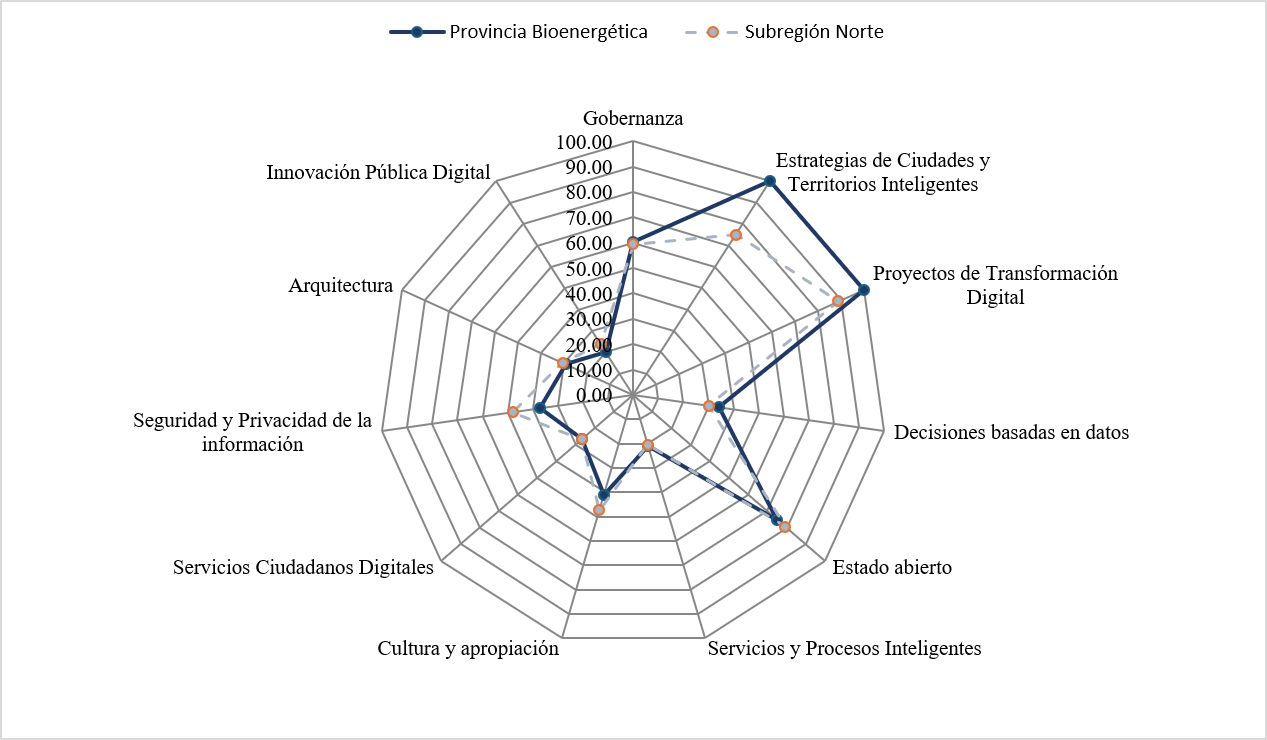 Provincia Bioenergética
Subregión Norte
Gobernanza
100.00
90.00
80.00
70.00
60.00
50.00
40.00
30.00
20.00
10.00
0.00
Estrategias de Ciudades y
Territorios Inteligentes
Proyectos de Transformación
Digital
Decisiones basadas en datos
Estado abierto
Servicios y Procesos Inteligentes
Cultura y apropiación
Servicios Ciudadanos Digitales
Seguridad y Privacidad de la
información
Arquitectura
Innovación Pública Digital